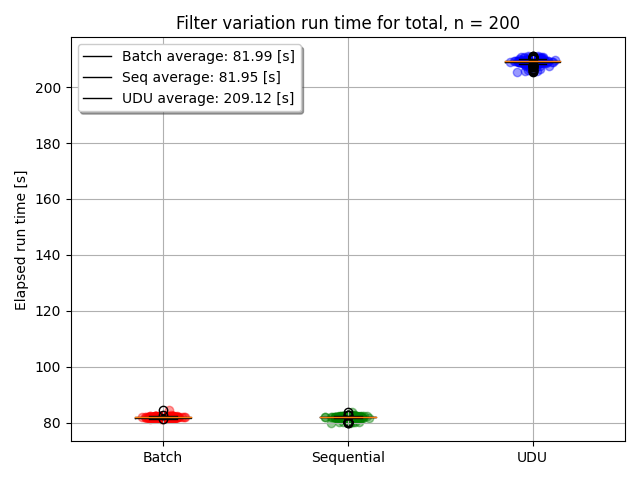 Filter variation run time for total, n = 200
Batch average: 81.99 [s]
Seq average: 81.95 [s]
UDU average: 209.12 [s]
Elapsed run time [s]
200
180
160
140
120
100
80
Batch
Sequential
UDU